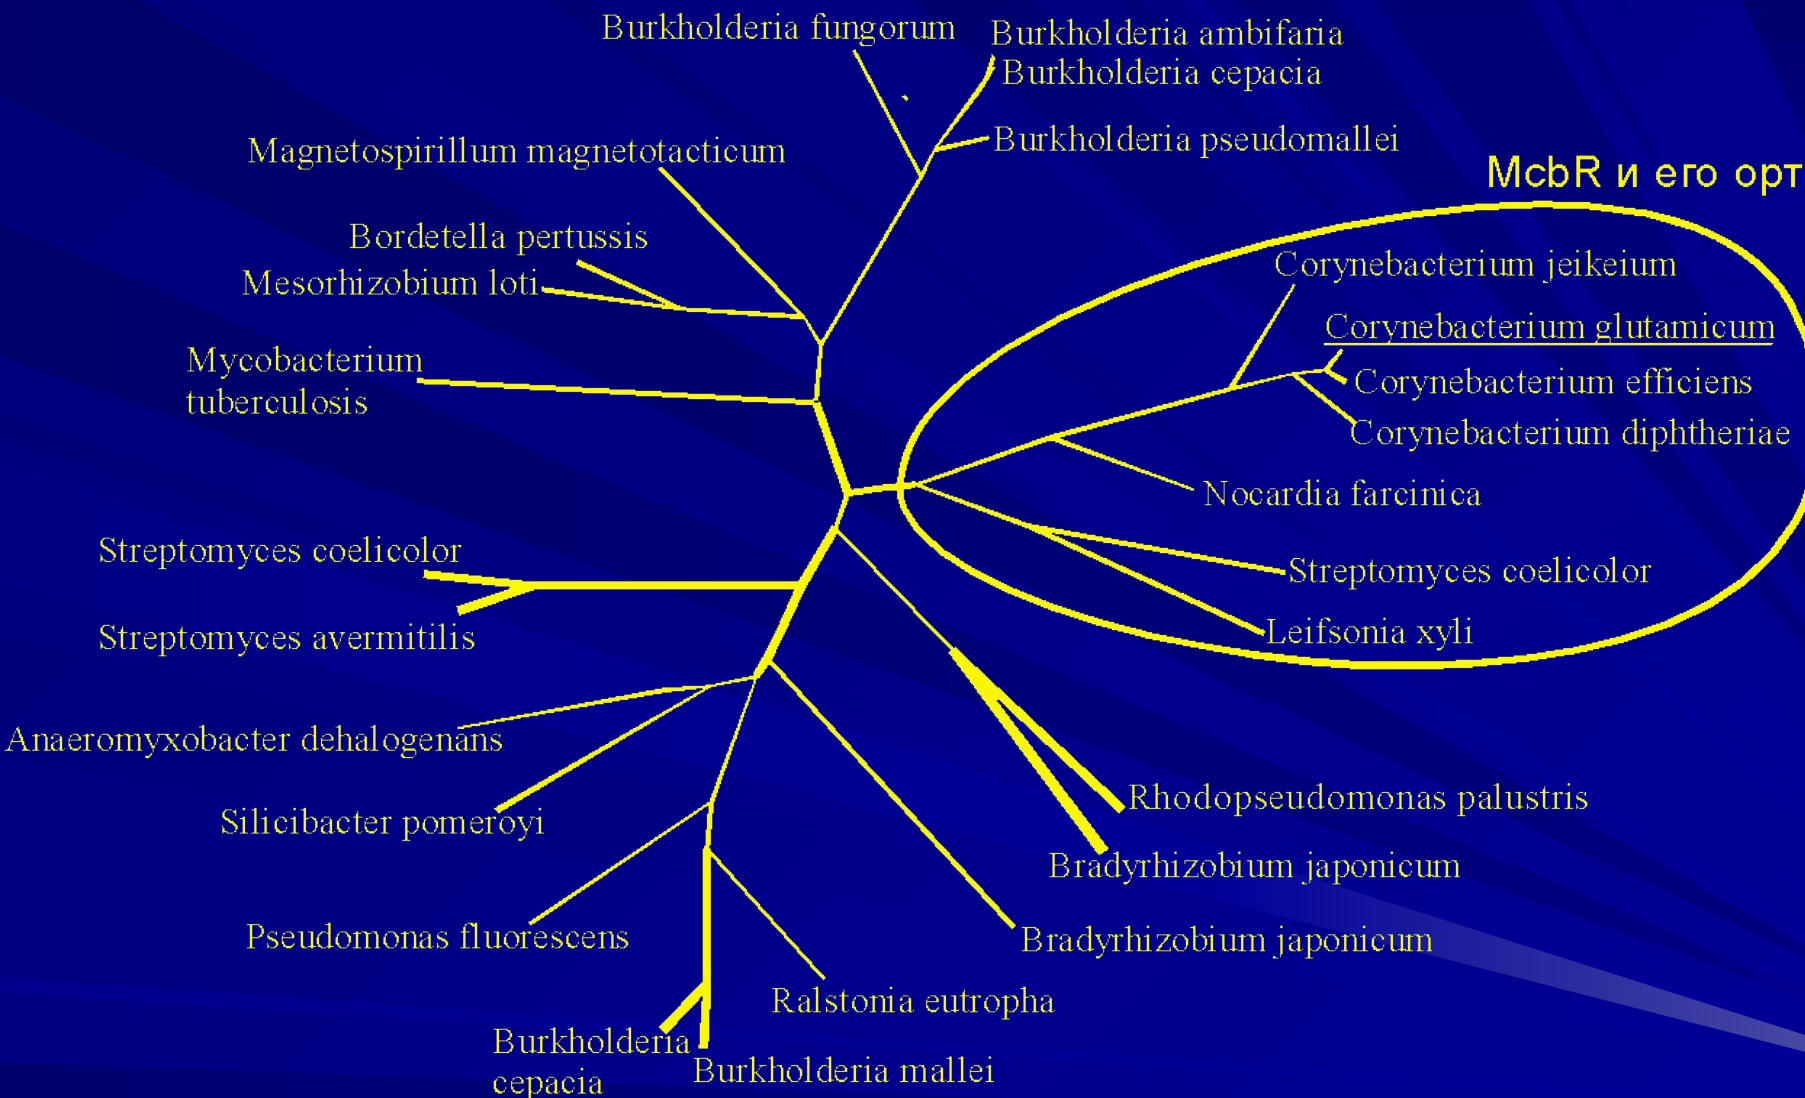 Burkholderia fungorum
Burkholderia ambifaria
Burkholderia cepacia
Burkholderia pseudomallei
Magnetospirillum magnetotacticum
McbR и его орт
Bordetella pertussis
Mesorhizobium loti
Corynebacterium jeikeium
Corynebacterium glutamicum
Mycobacterium
tuberculosis
Corynebacterium efficiens
Corynebacterium diphtheriae
Nocardia farcinica
Streptomyces coelicolor
Streptomyces coelicolor
Streptomyces avermitilis
Leifsonia xyli
Anaeromyxobacter dehalogenans
Silicibacter pomeroyi
Rhodopseudomonas palustris
Bradyrhizobium japonicum
Pseudomonas fluorescens
Bradyrhizobium japonicum
Ralstonia eutropha
Burkholderia
cepacia
Burkholderia mallei